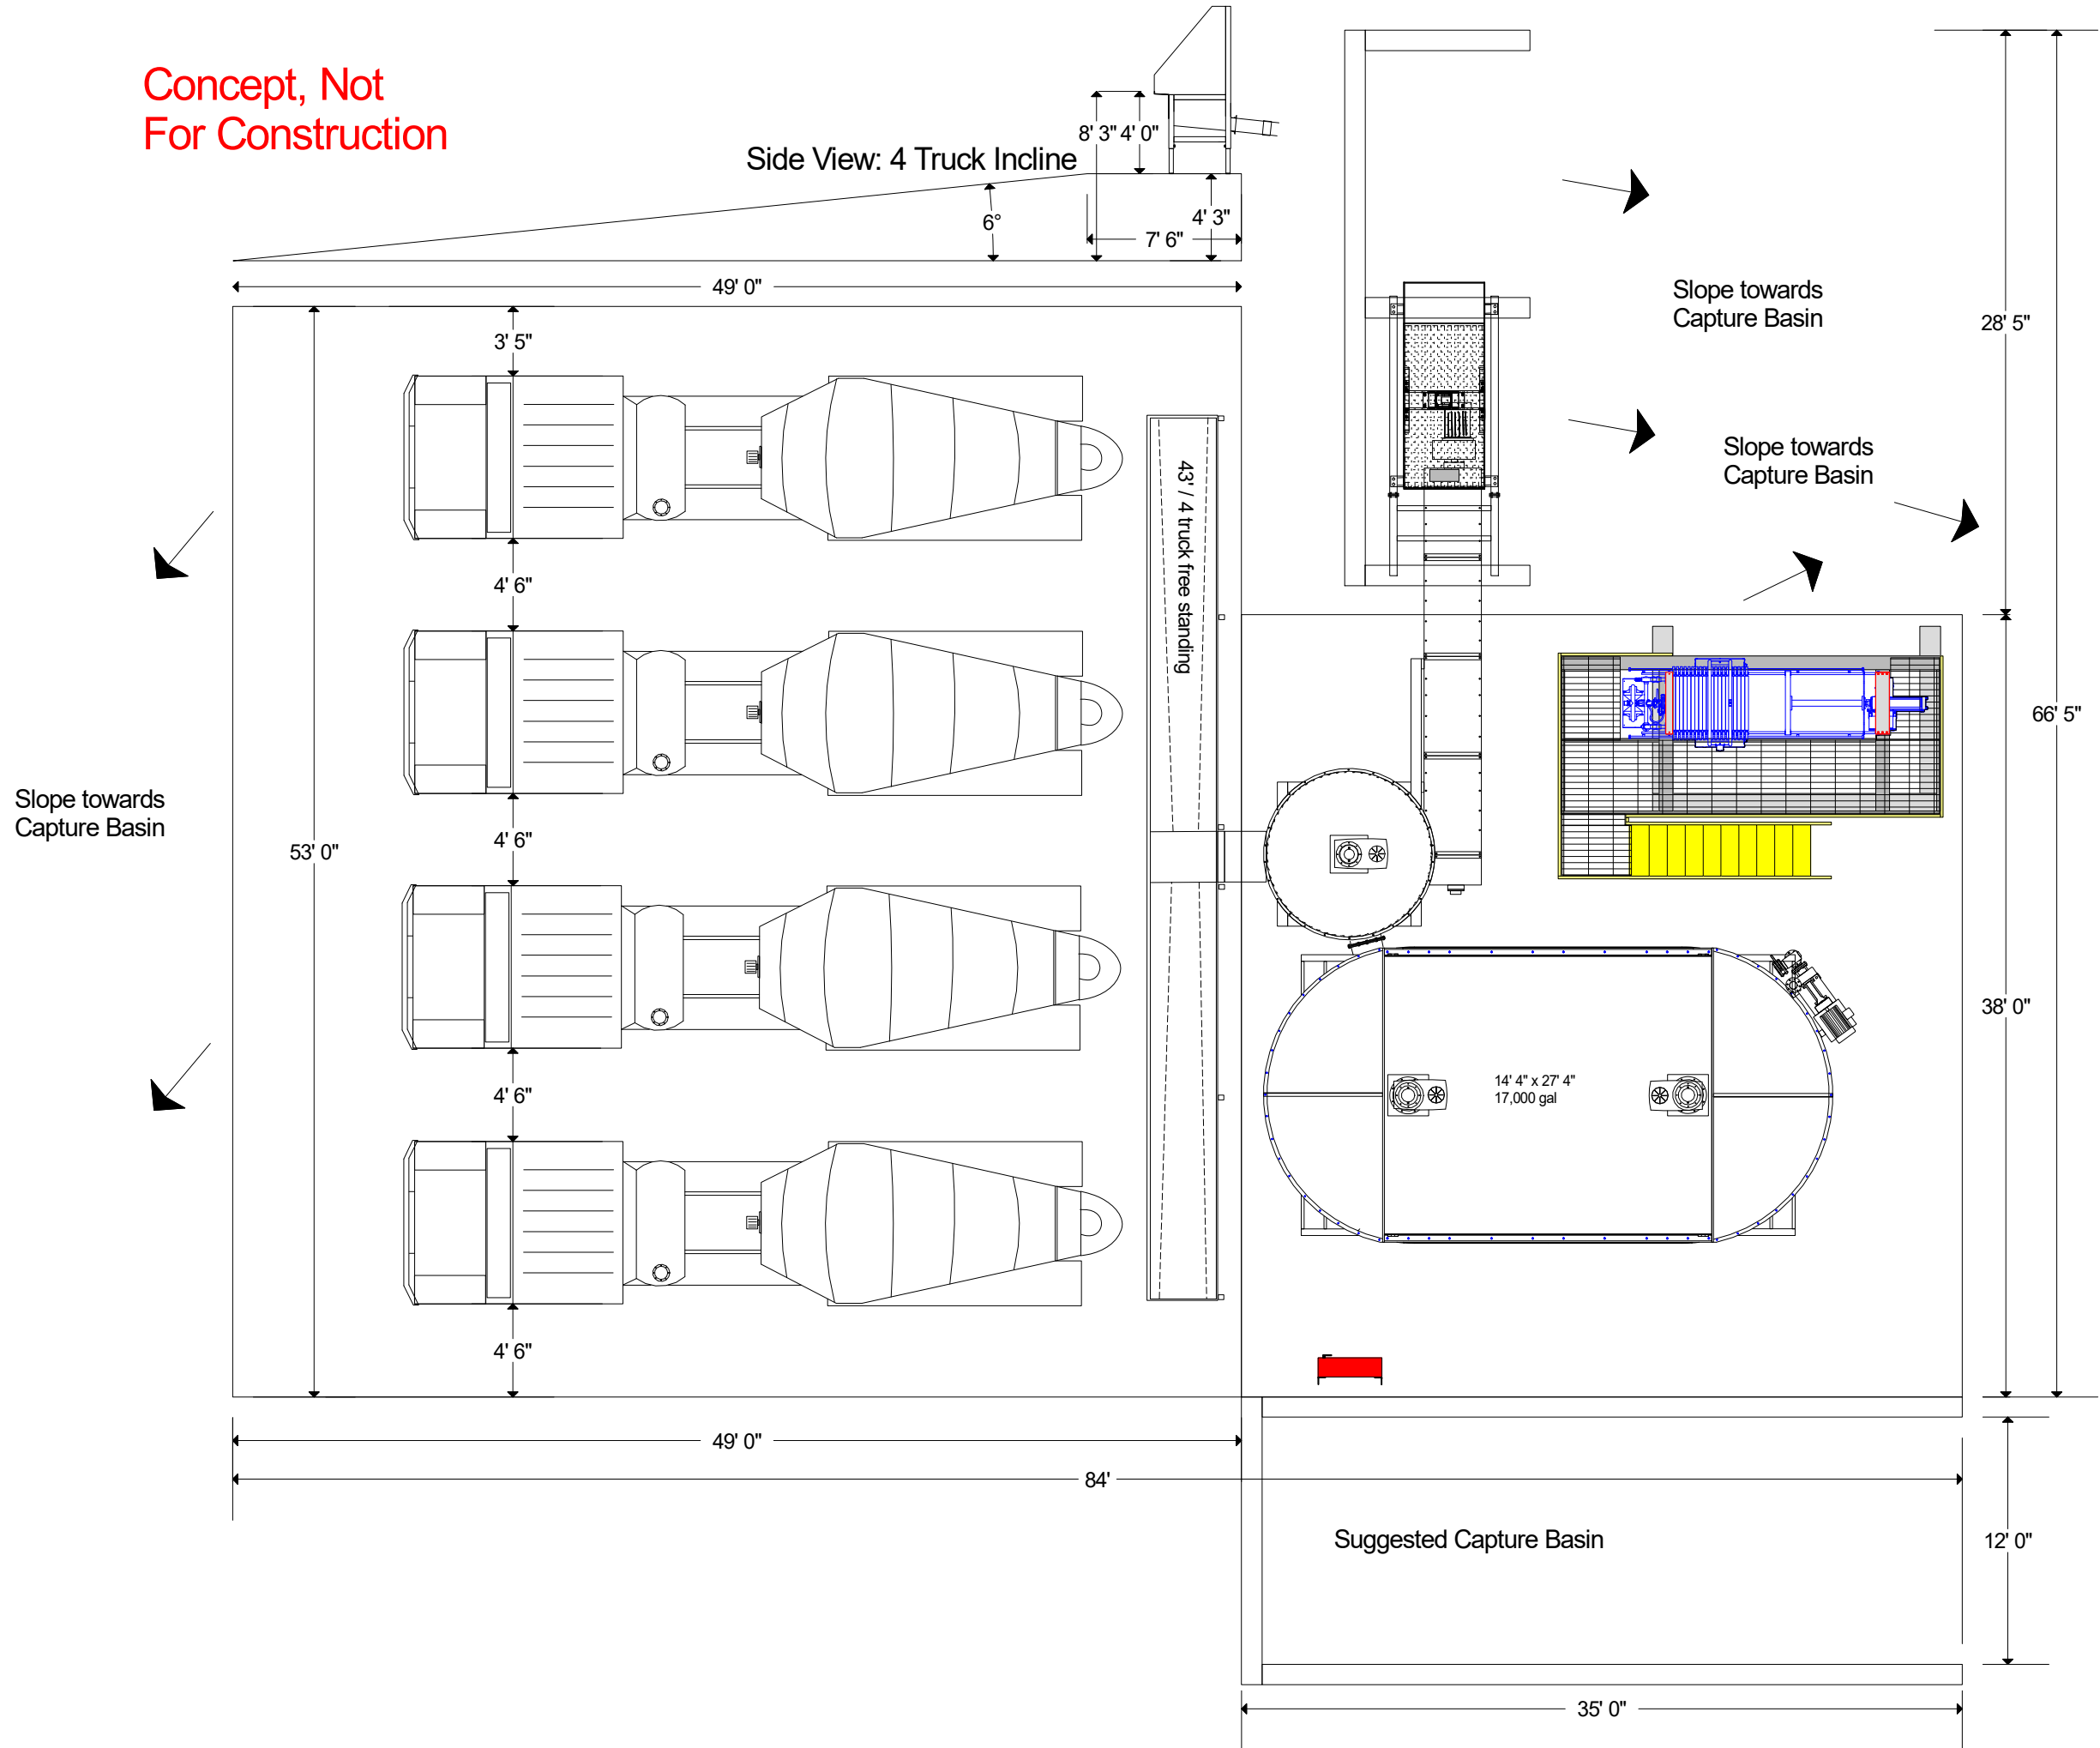 Concept, Not
For Construction
8' 3" 4' 0"
Side View: 4 Truck Incline
6°
4' 3"
7' 6"
49' 0"
Slope towards
Capture Basin
28' 5"
3' 5"
Slope towards
Capture Basin
43' / 4 truck free standing
4' 6"
66' 5"
Slope towards
Capture Basin
53' 0"
4' 6"
38' 0"
14' 4" x 27' 4"
17,000 gal
4' 6"
4' 6"
49' 0"
84'
Suggested Capture Basin
12' 0"
35' 0"